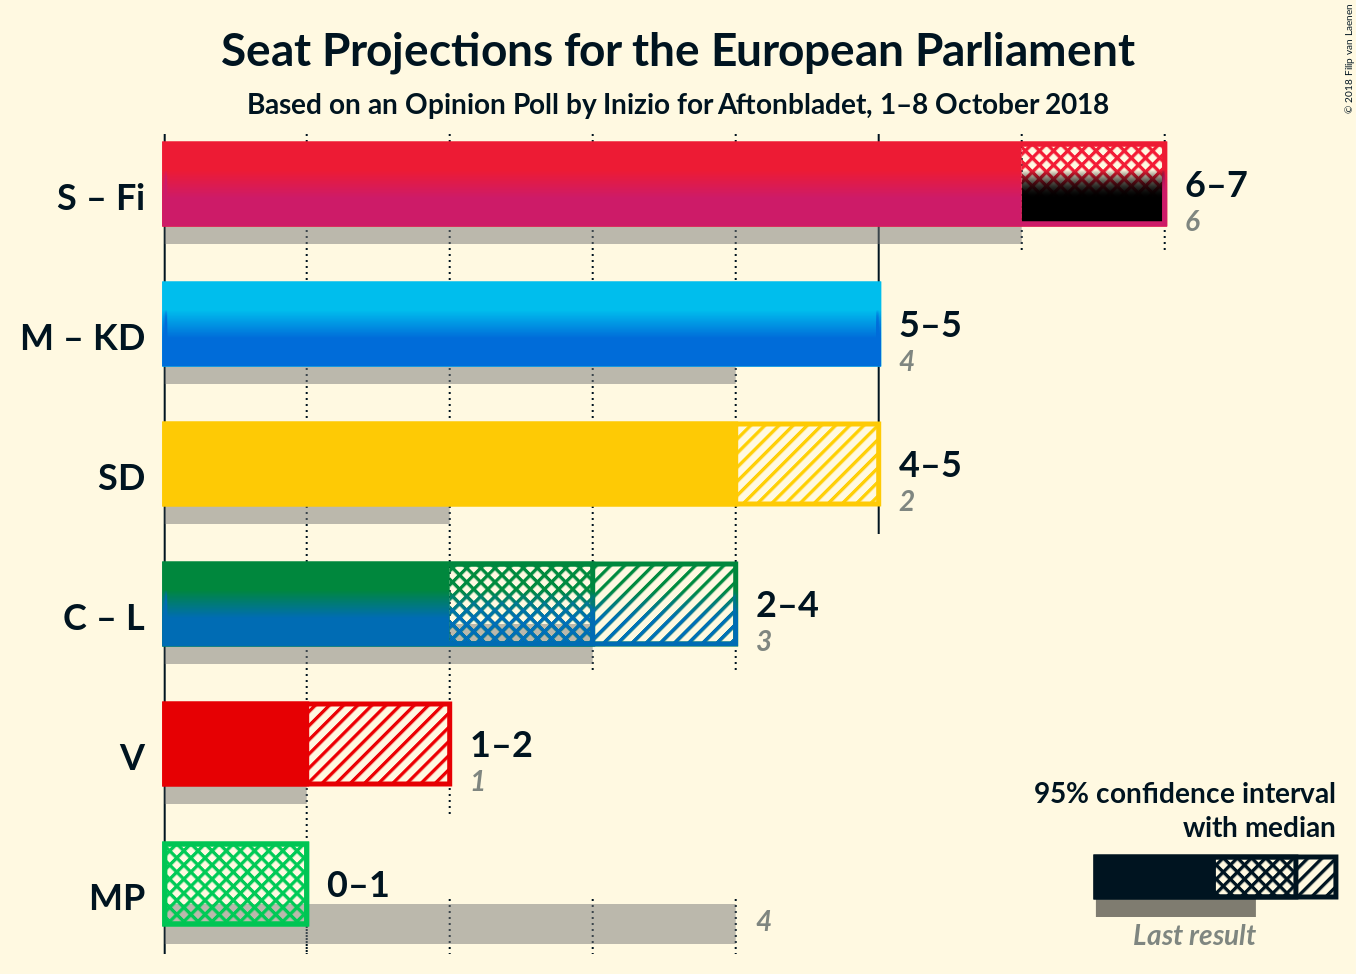 Seat Projections for the European Parliament
Based on an Opinion Poll by Inizio for Aftonbladet, 1–8 October 2018
© 2018 Filip van Laenen
S – Fi
6–7
6
M – KD
5–5
4
SD
4–5
2
C – L
2–4
3
V
1–2
1
MP
0–1
4
95% confidence interval
with median
Last result